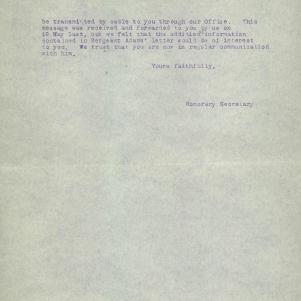 be transmitted by cable to you through our Office. This
message was received and forwarded to you by us on
18 May last, but we felt that the additional information
contained in Sergeant Adams' letter would be of interest
to you. We trust that you are now in regular communication
with him.
Yours faithfully,
Honorary Secretary